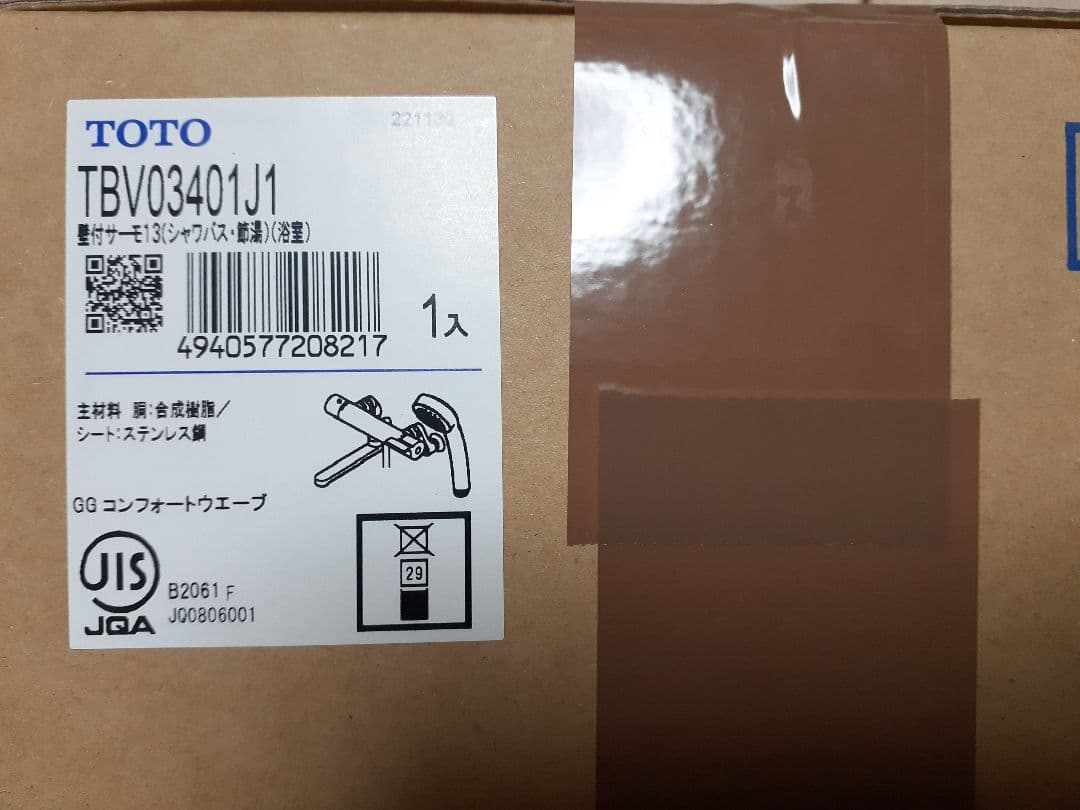 TOTO
221130
TBV03401J1
壁付サーモ13(シャワバス・節湯)(浴室)
4940577208217
1入
主材料 胴:合成樹脂/
シート:ステンレス鋼
GG コンフォートウエーブ
JIS
JQA
B2061 F
JQ0806001
29